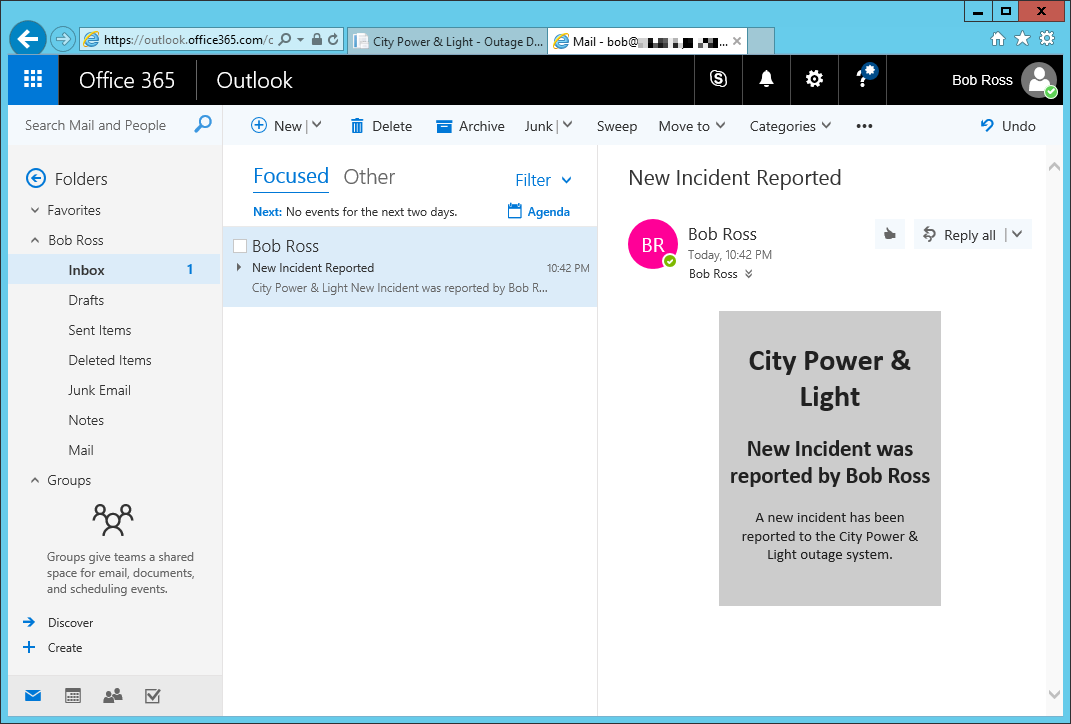 https://outlook.office365.com/c
City Power & Light - Outage D...
Mail - bob@
...
Office 365
Outlook
Bob Ross
Search Mail and People
New
Delete
Archive
Junk
Sweep
Move to
Categories
Undo
Folders
Favorites
Bob Ross
Inbox 1
Drafts
Sent Items
Deleted Items
Junk Email
Notes
Mail
Groups
Groups give teams a shared
space for email, documents,
and scheduling events.
Discover
Create
Focused Other
Filter
Next: No events for the next two days.
Agenda
Bob Ross
New Incident Reported 10:42 PM
City Power & Light New Incident was reported by Bob R...
New Incident Reported
BR
Bob Ross
Today, 10:42 PM
Bob Ross
Reply all
City Power &
Light
New Incident was
reported by Bob Ross
A new incident has been
reported to the City Power &
Light outage system.